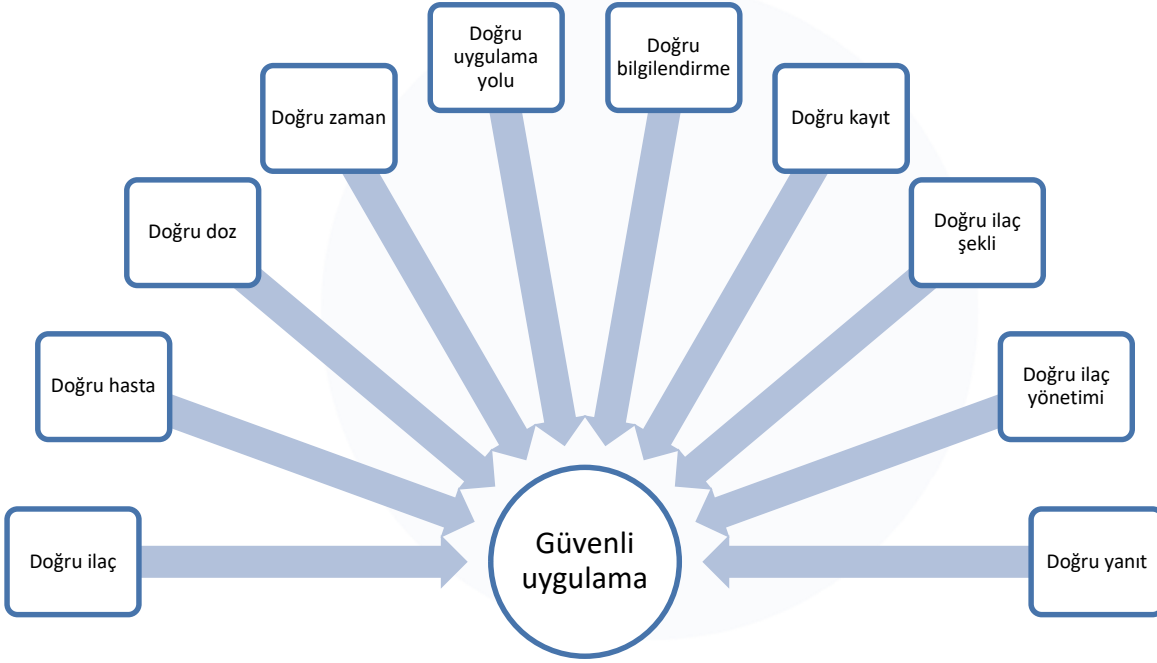 Doğru ilaç
Doğru hasta
Doğru doz
Doğru zaman
Doğru
uygulama
yolu
Doğru
bilgilendirme
Doğru kayıt
Doğru ilaç
şekli
Doğru ilaç
yönetimi
Doğru yanıt
Güvenli
uygulama